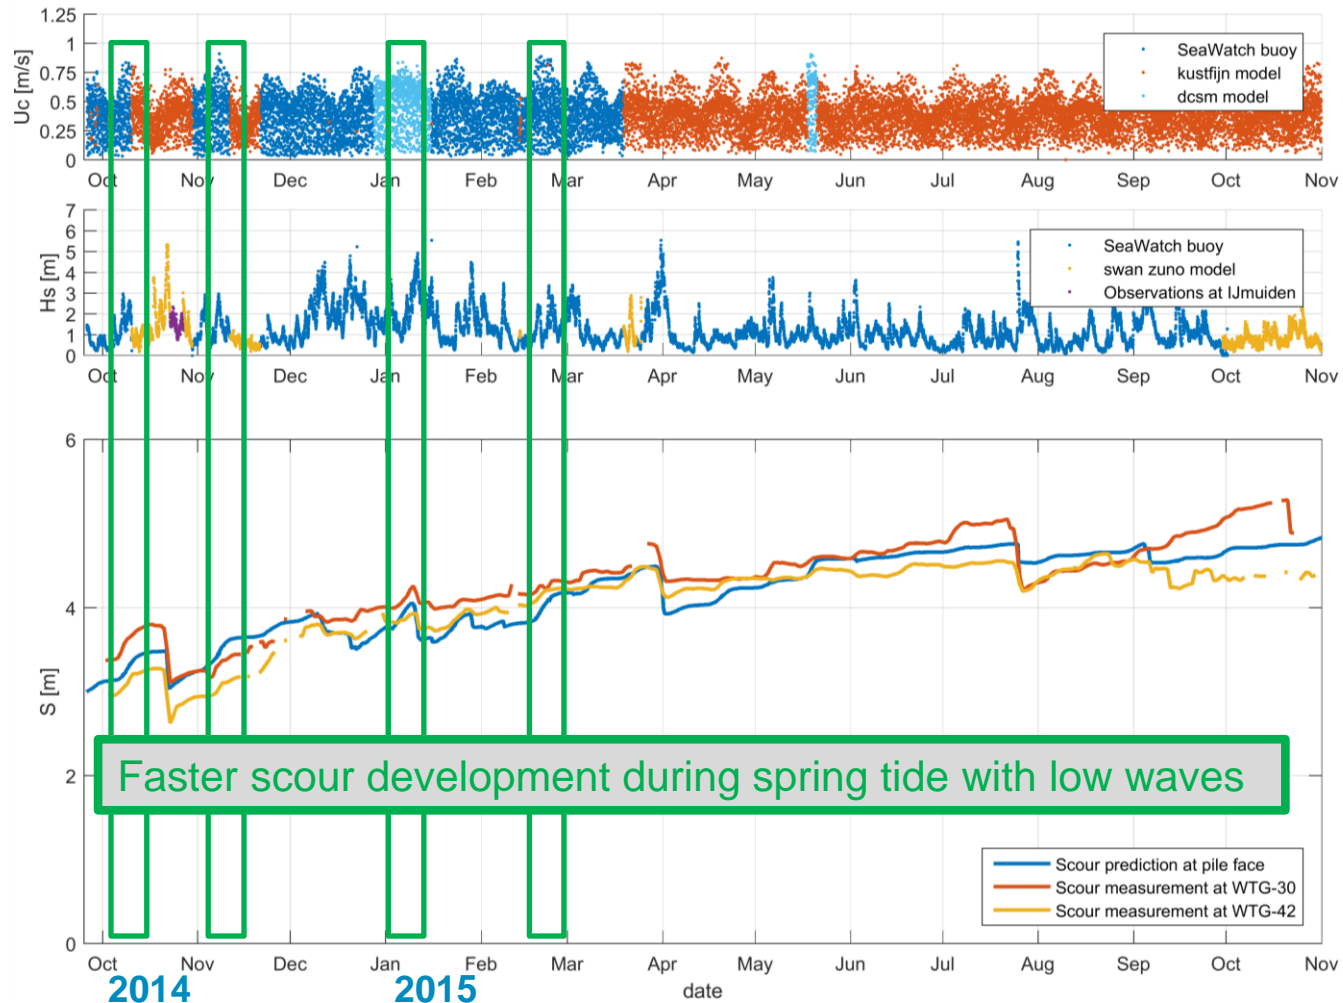 1.25
1
0.75
0.5
0.25
0
Uc [m/s]
SeaWatch buoy
kustfijn model
dcsm model
Oct Nov Dec Jan Feb Mar Apr May Jun Jul Aug Sep Oct Nov
7
6
5
4
3
2
1
0
Hs [m]
SeaWatch buoy
swan zuno model
Observations at IJmuiden
Oct Nov Dec Jan Feb Mar Apr May Jun Jul Aug Sep Oct Nov
6
4
2
0
S [m]
Faster scour development during spring tide with low waves
Scour prediction at pile face
Scour measurement at WTG-30
Scour measurement at WTG-42
Oct Nov Dec Jan Feb Mar Apr May Jun Jul Aug Sep Oct Nov
2014 2015 date